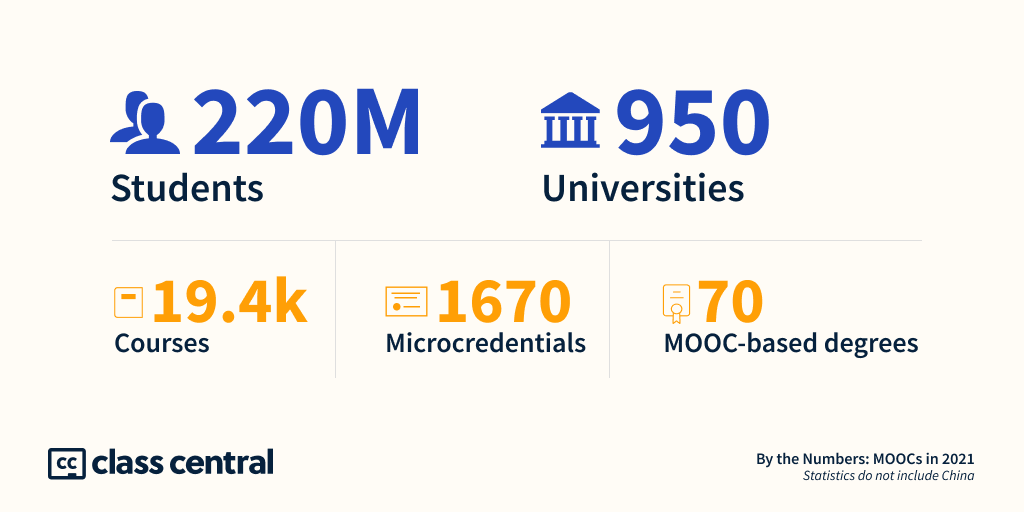 220M
Students
950
Universities
19.4k
Courses
1670
Microcredentials
70
MOOC-based degrees
cc class central
By the Numbers: MOOCs in 2021
Statistics do not include China